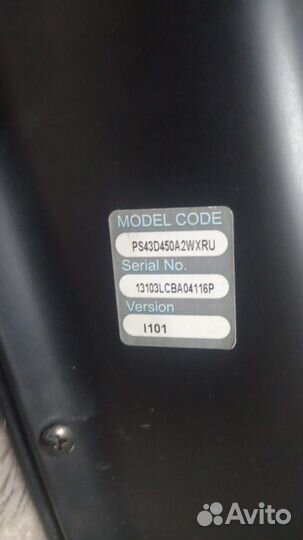 MODEL CODE
PS43D450A2WXRU
Serial No.
13103LCBA04116P
Version
I101
Avito